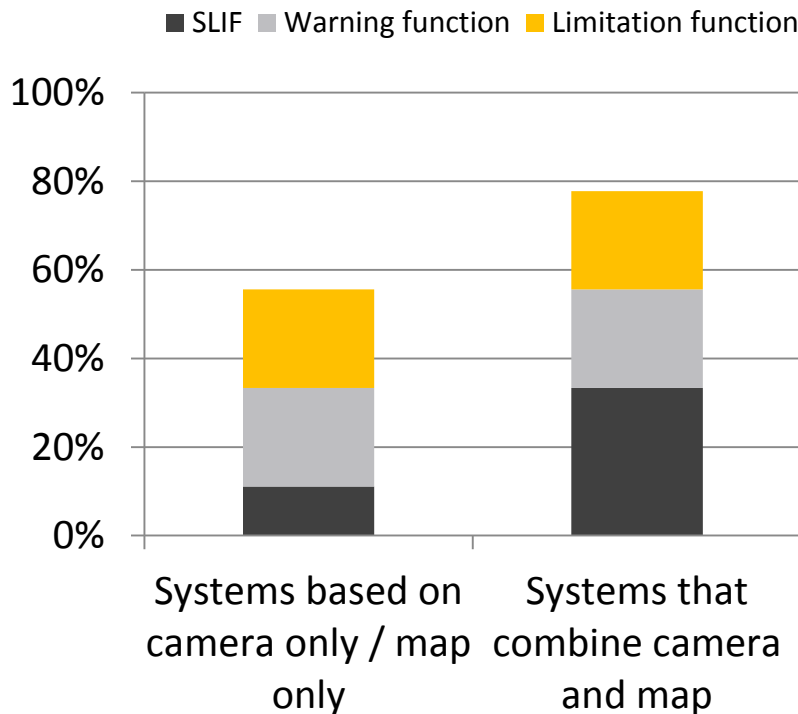 SLIF Warning function Limitation function
100%
80%
60%
40%
20%
0%
Systems based on
camera only / map
only
Systems that
combine camera
and map